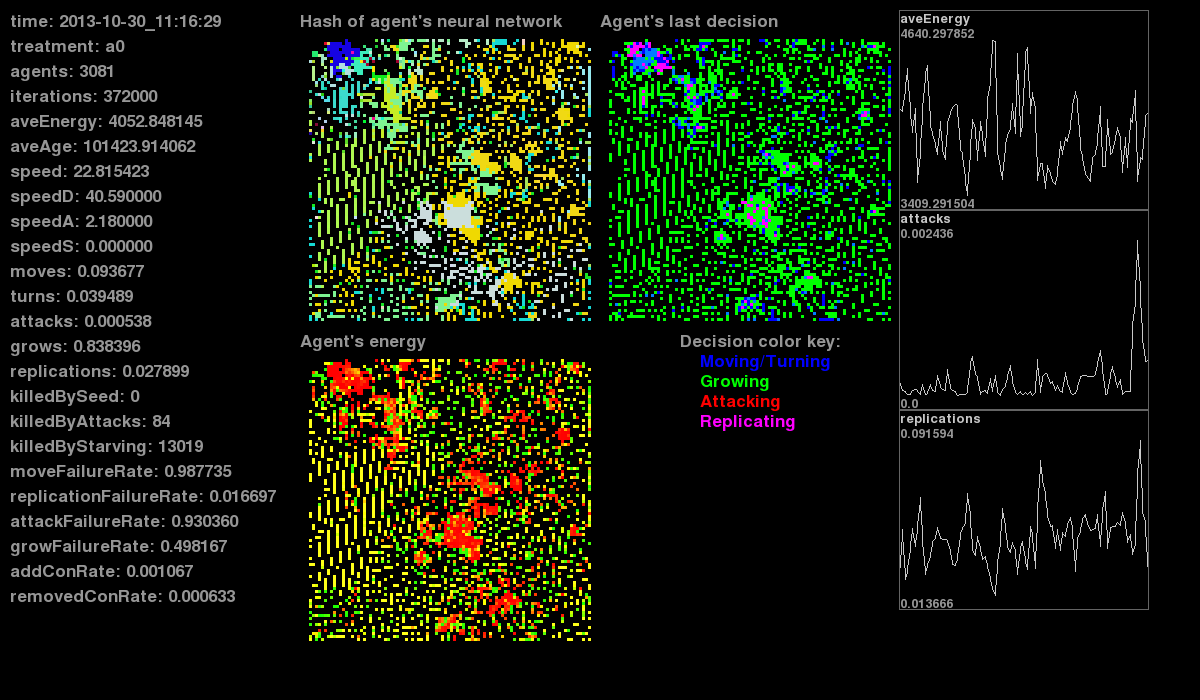 time: 2013-10-30_11:16:29
treatment: a0
agents: 3081
iterations: 372000
aveEnergy: 4052.848145
aveAge: 101423.914062
speed: 22.815423
speedD: 40.590000
speedA: 2.180000
speedS: 0.000000
moves: 0.093677
turns: 0.039489
attacks: 0.000538
grows: 0.838396
replications: 0.027899
killedBySeed: 0
killedByAttacks: 84
killedByStarving: 13019
moveFailureRate: 0.987735
replicationFailureRate: 0.016697
attackFailureRate: 0.930360
growFailureRate: 0.498167
addConRate: 0.001067
removedConRate: 0.000633
Hash of agent's neural network
Agent's last decision
Agent's energy
Decision color key:
Moving/Turning
Growing
Attacking
Replicating
aveEnergy
4640.297852
3409.291504
attacks
0.002436
0.0
replications
0.091594
0.013666